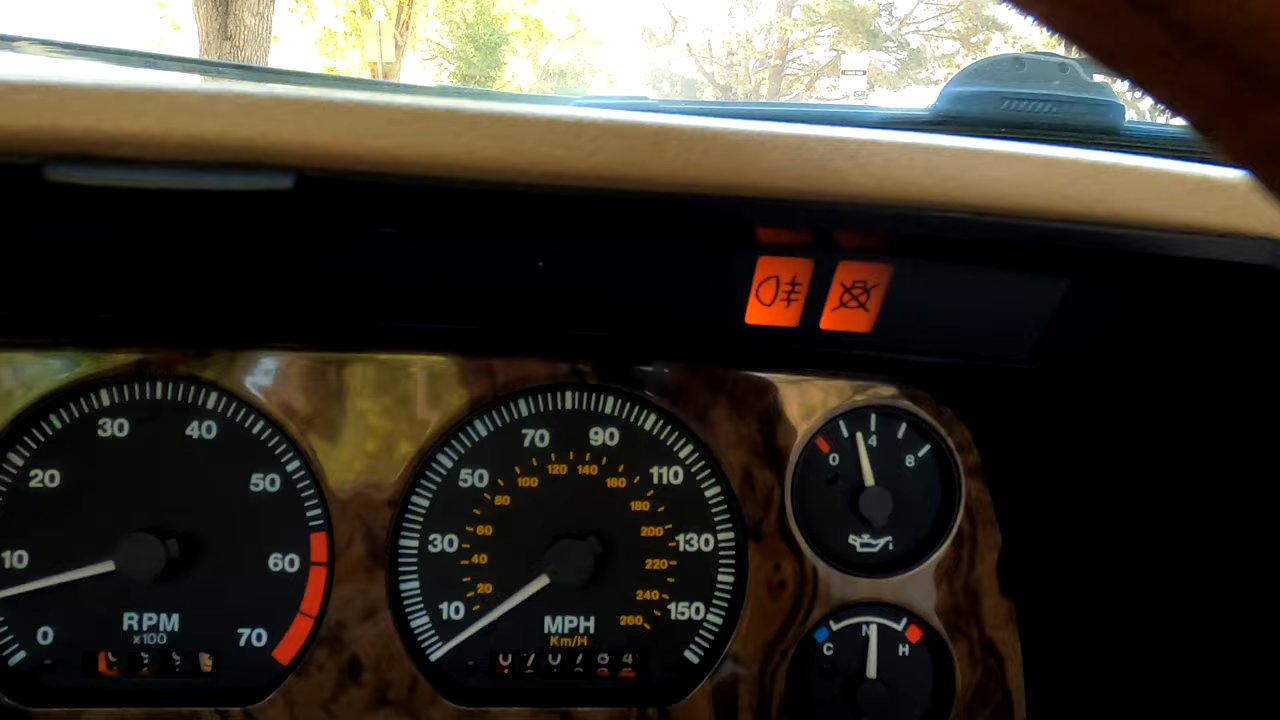 10 20 30 40 50 60 70 0
RPM
x100
10 30 50 70 90 110 130 150
20 40 60 80 100 120 140 160 180 200 220 240 260
MPH
Km/H
0 4 8
C N H